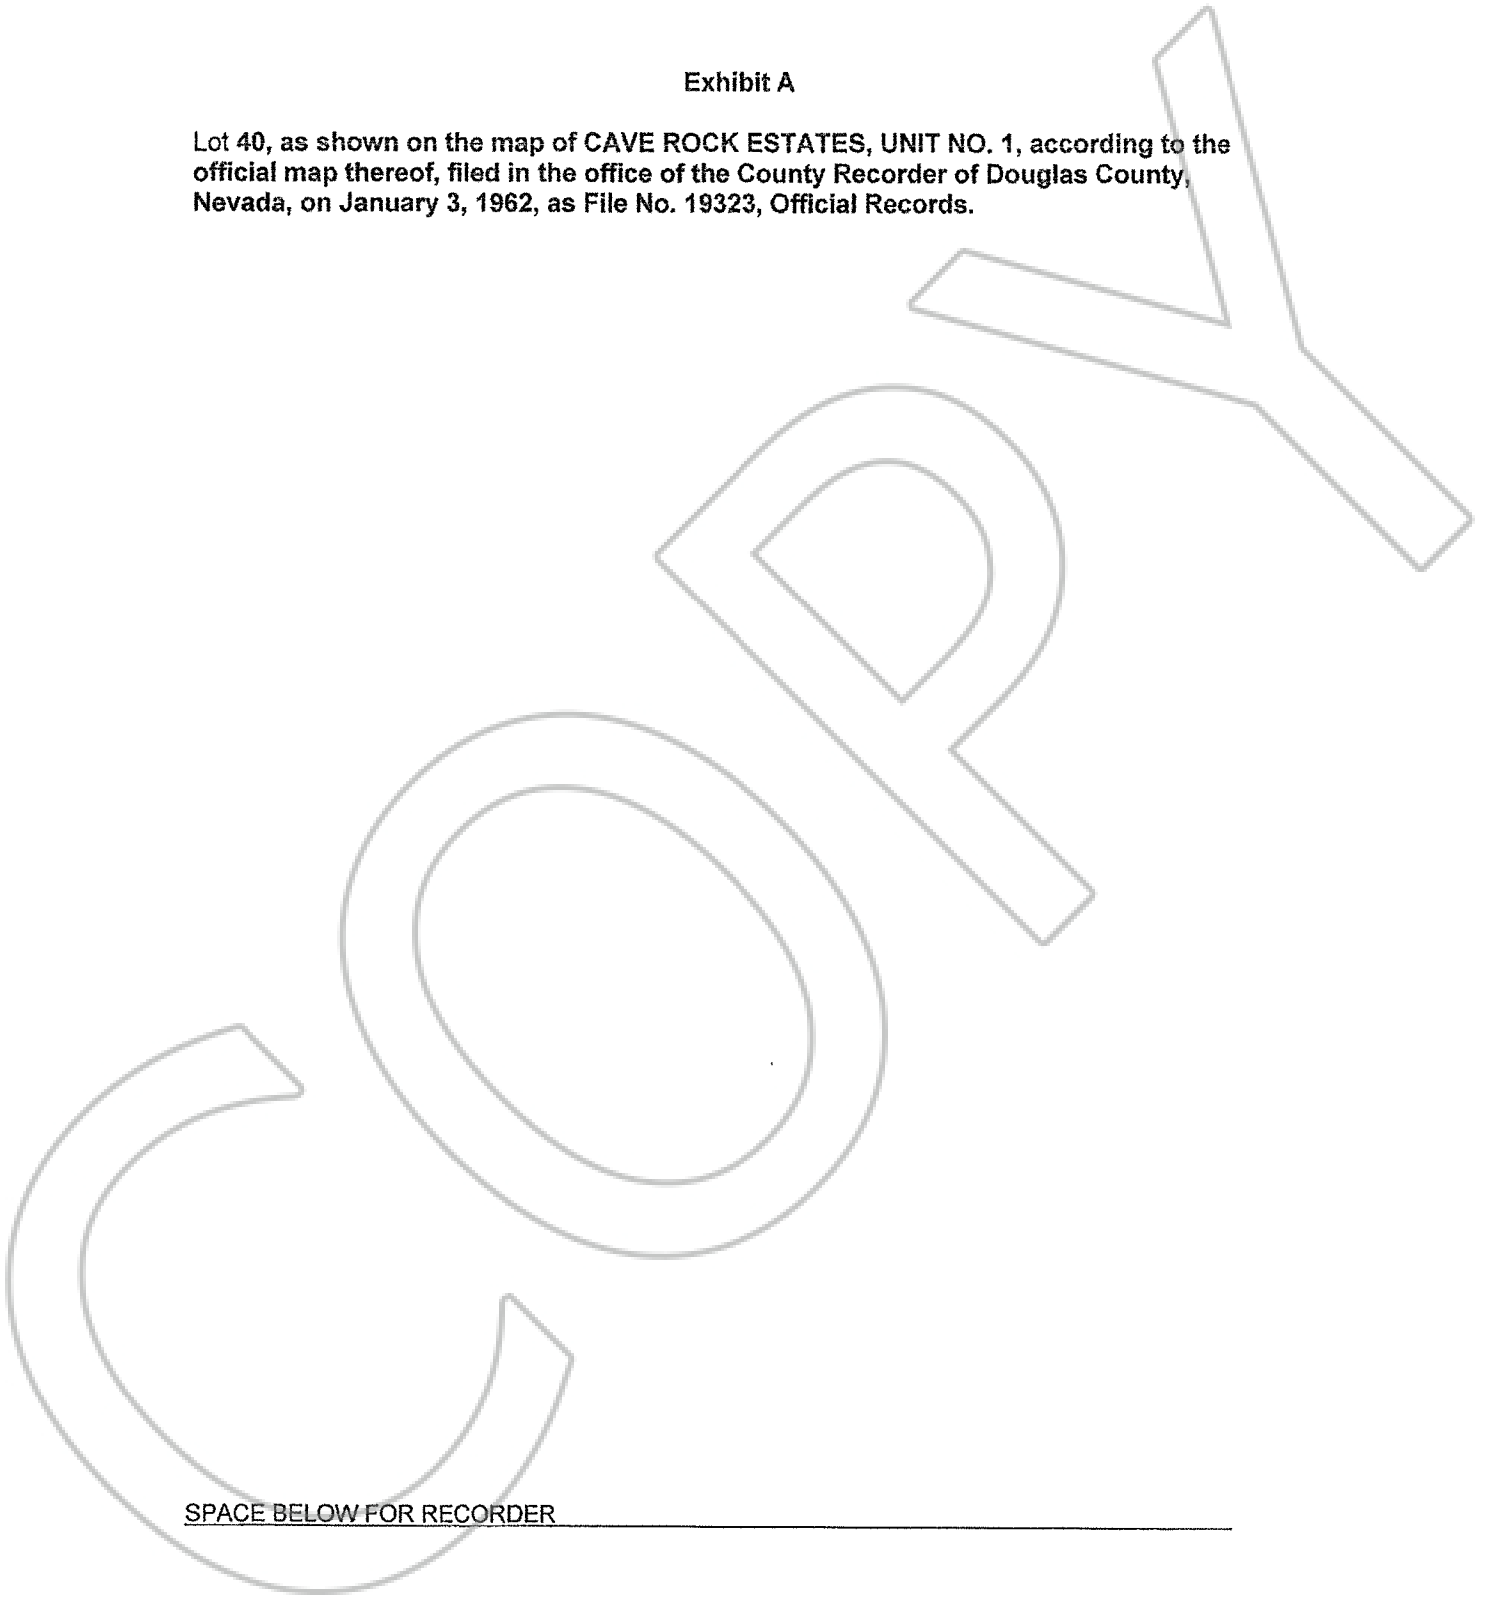 Exhibit A
Lot 40, as shown on the map of CAVE ROCK ESTATES, UNIT NO. 1, according to the
official map thereof, filed in the office of the County Recorder of Douglas County,
Nevada, on January 3, 1962, as File No. 19323, Official Records.
COPY
SPACE BELOW FOR RECORDER